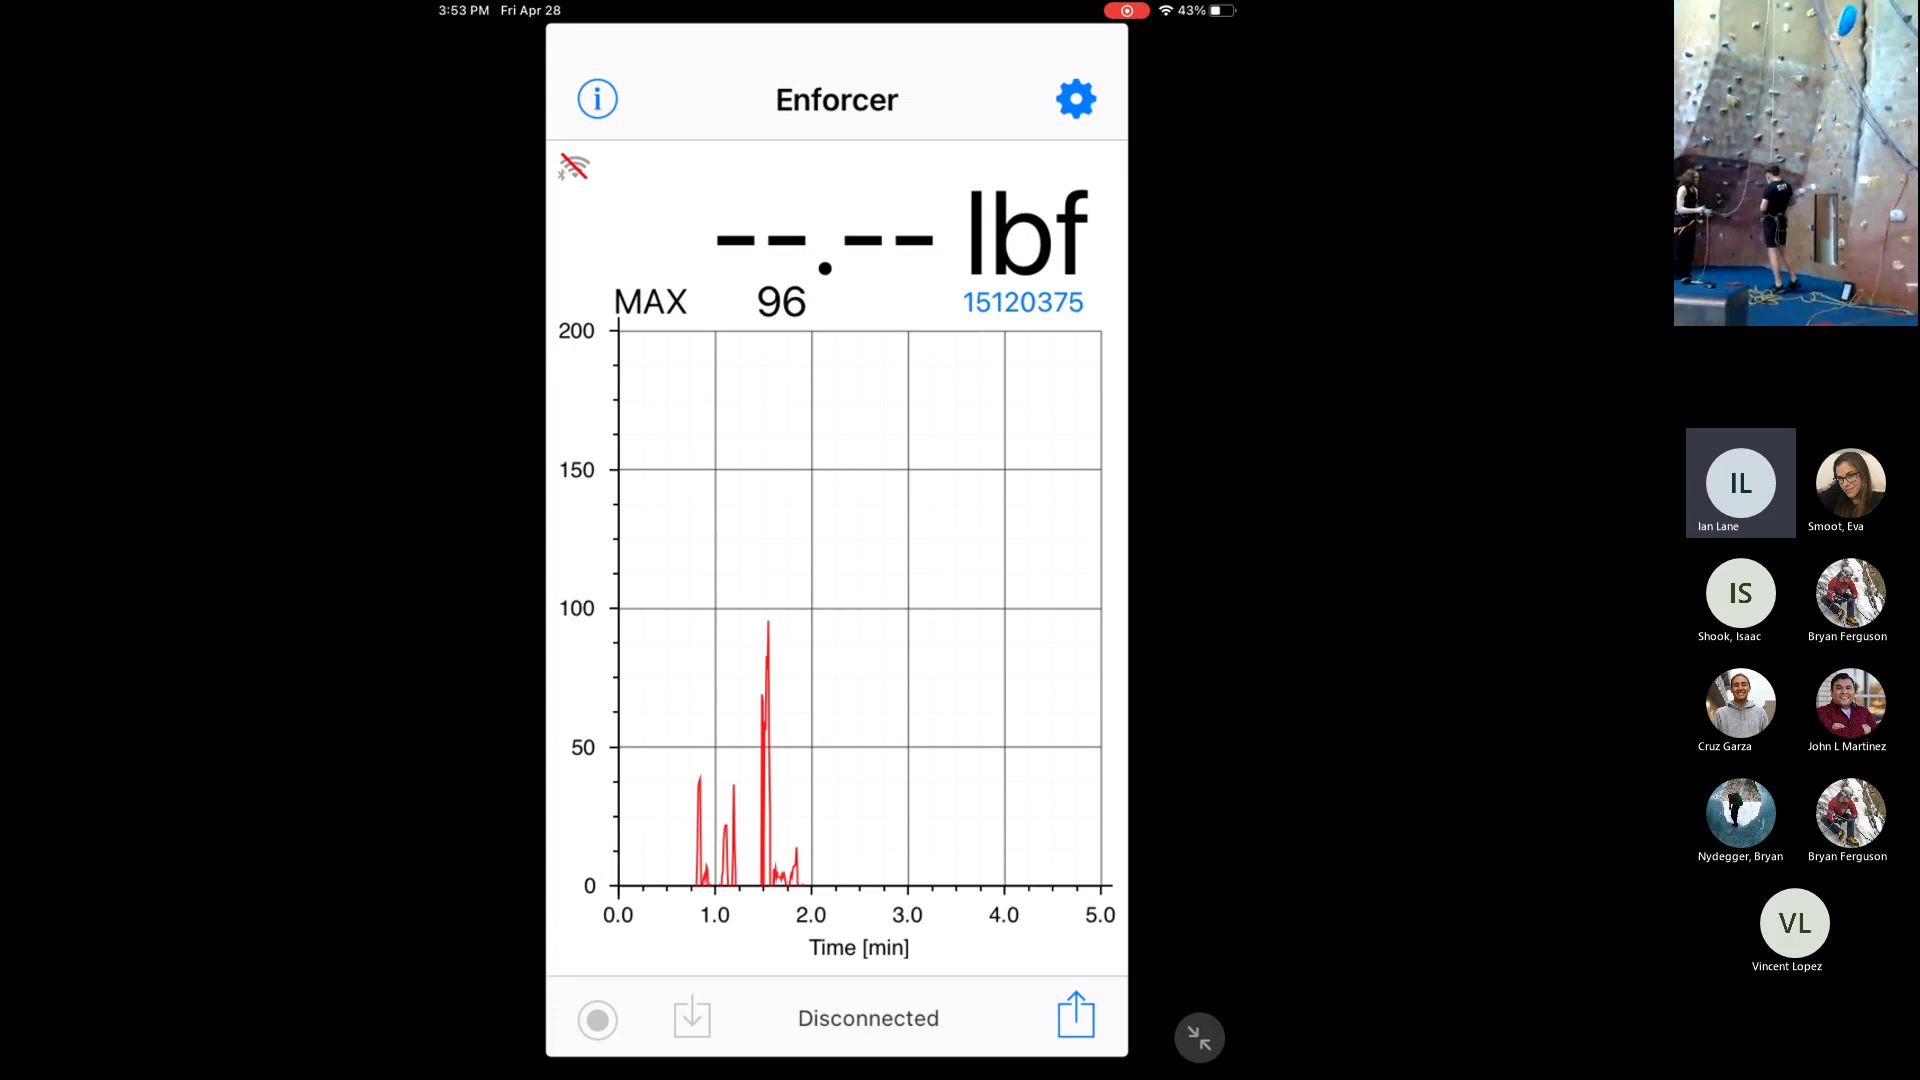 3:53 PM Fri Apr 28
43%
Enforcer
--.-- lbf
MAX 96 15120375
200
150
100
50
0
0.0 1.0 2.0 3.0 4.0 5.0
Time [min]
Disconnected
IL
Ian Lane
Smoot, Eva
IS
Shook, Isaac
Bryan Ferguson
Cruz Garza
John L Martinez
Nydegger, Bryan
Bryan Ferguson
VL
Vincent Lopez